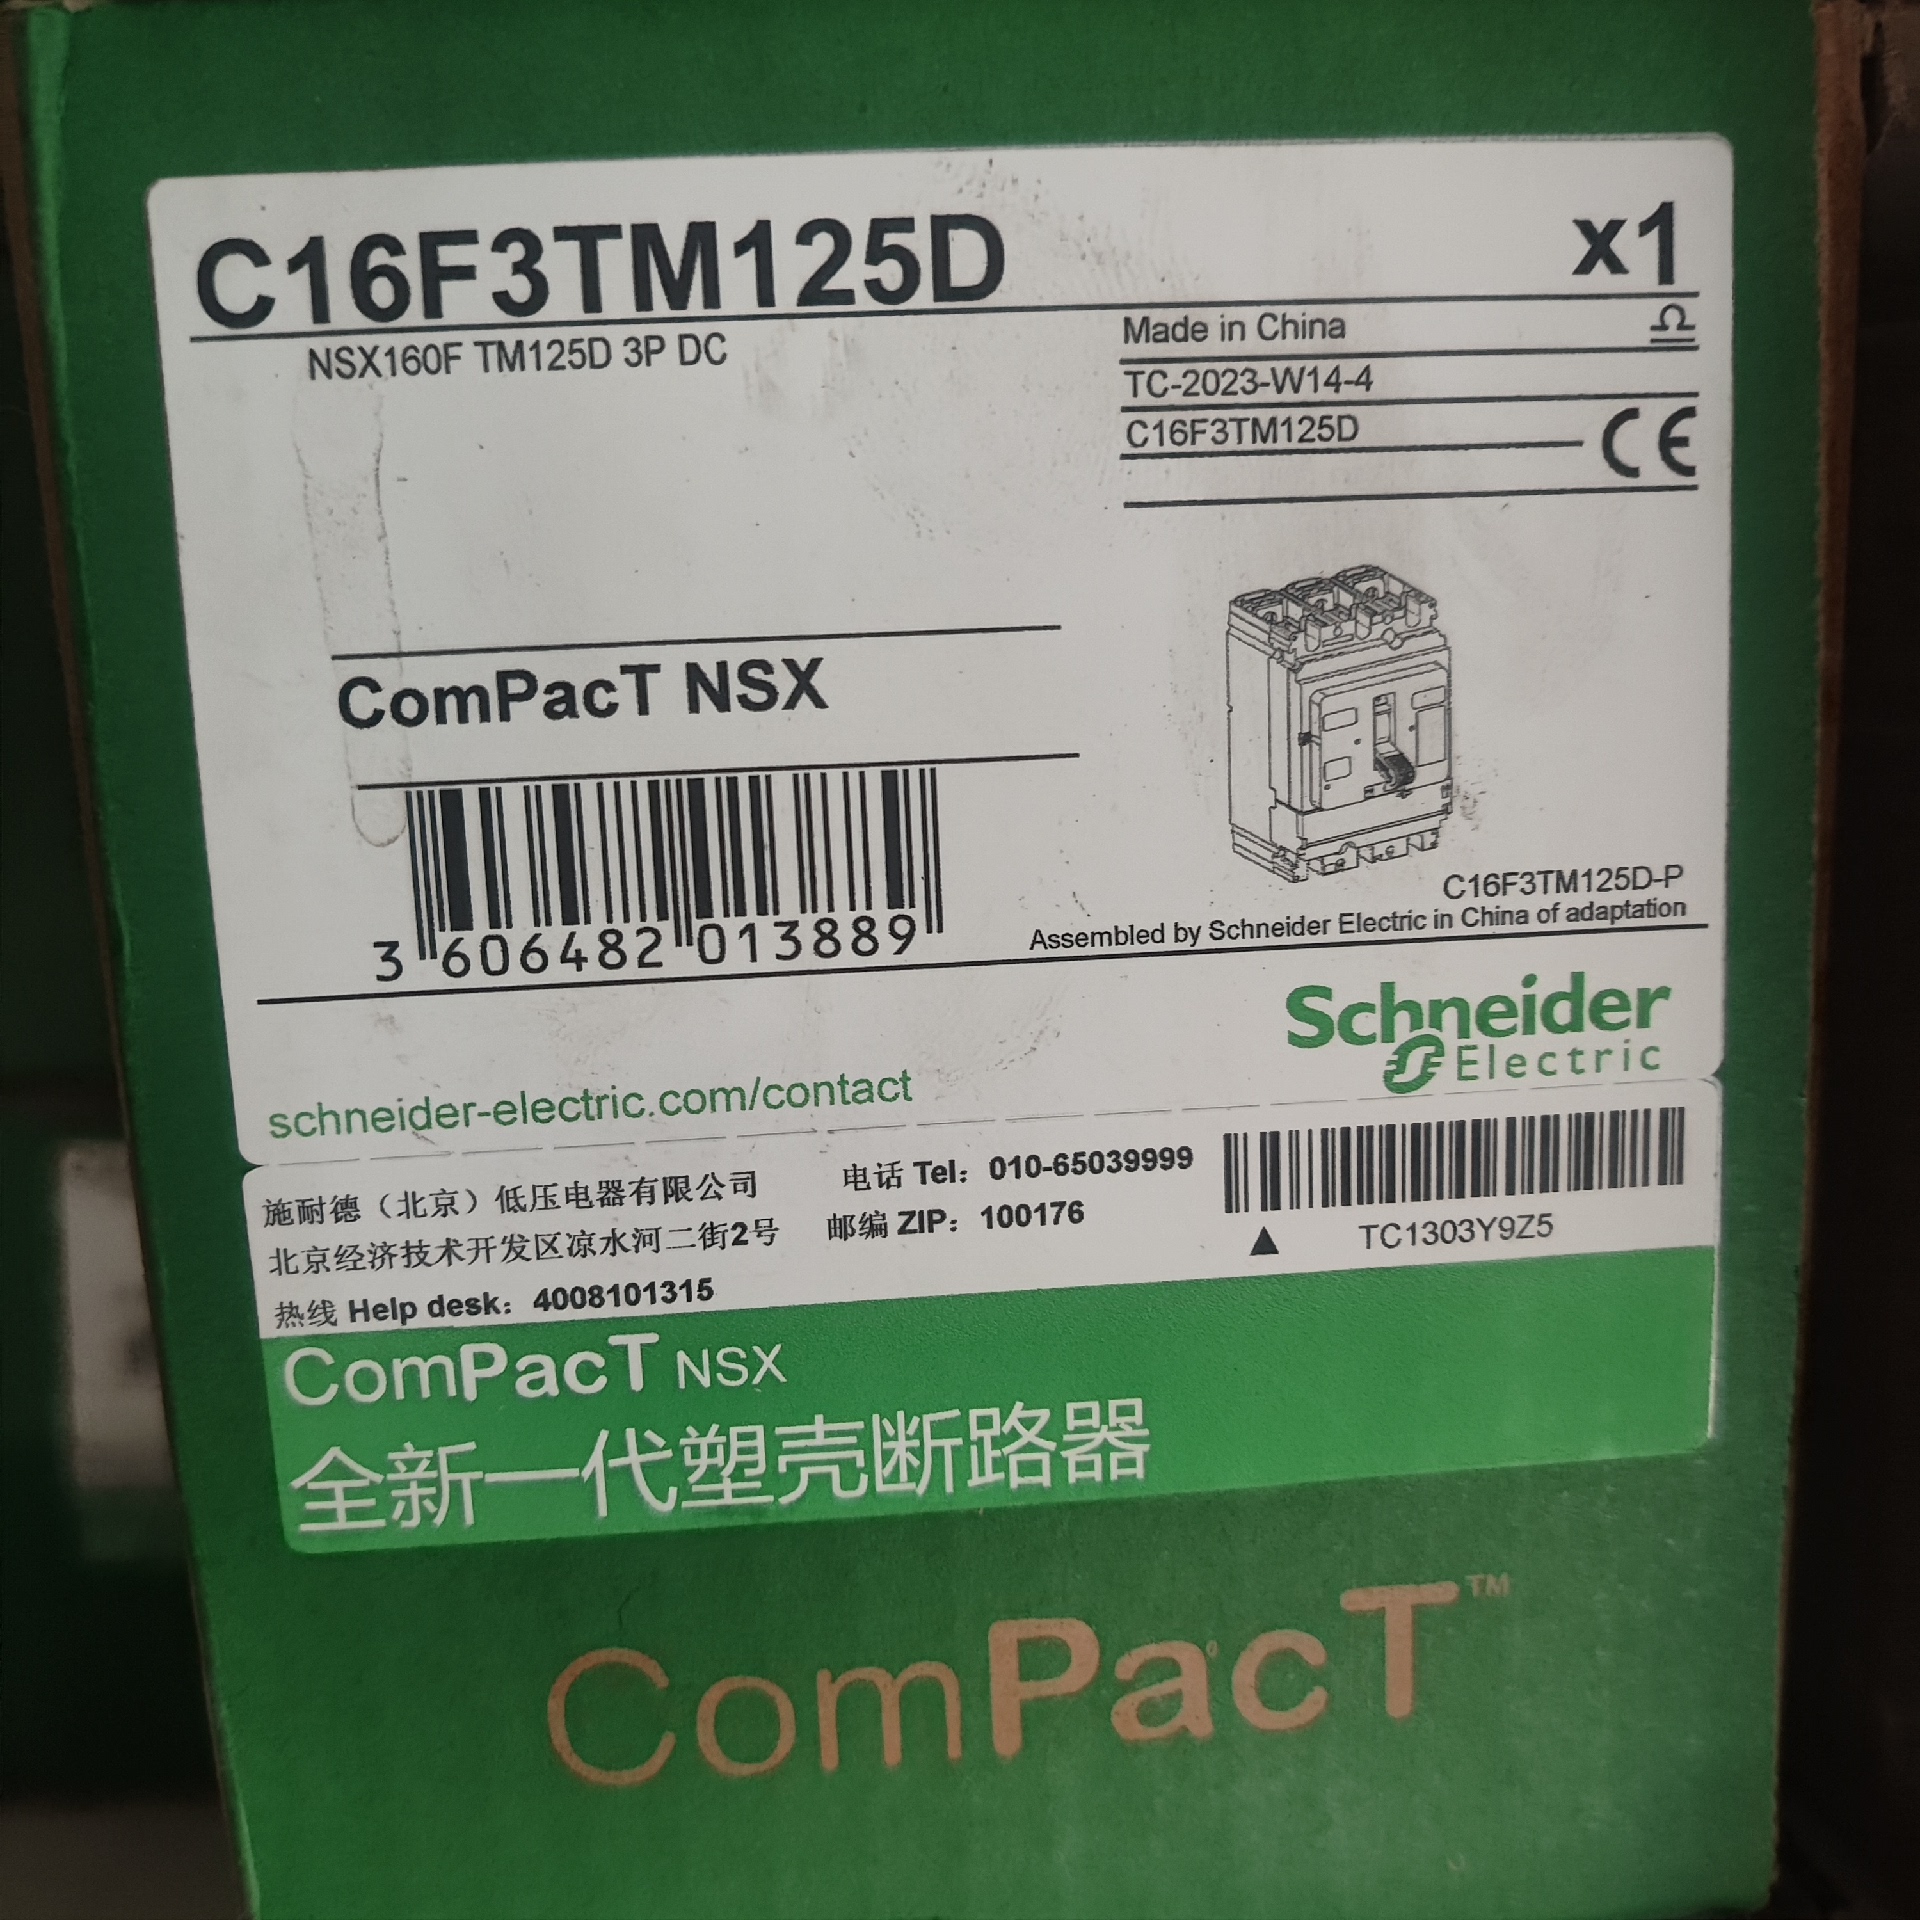 C16F3TM125D
x1
NSX160F TM125D 3P DC
Made in China
TC-2023-W14-4
C16F3TM125D
CE
ComPacT NSX
3 606482 013889
C16F3TM125D-P
Assembled by Schneider Electric in China of adaptation
Schneider
Electric
schneider-electric.com/contact
施耐德（北京）低压电器有限公司 电话 Tel: 010-65039999
北京经济技术开发区凉水河二街2号 邮编 ZIP: 100176
热线 Help desk: 4008101315
TC1303Y9Z5
ComPacT NSX
全新一代塑壳断路器
ComPacT™